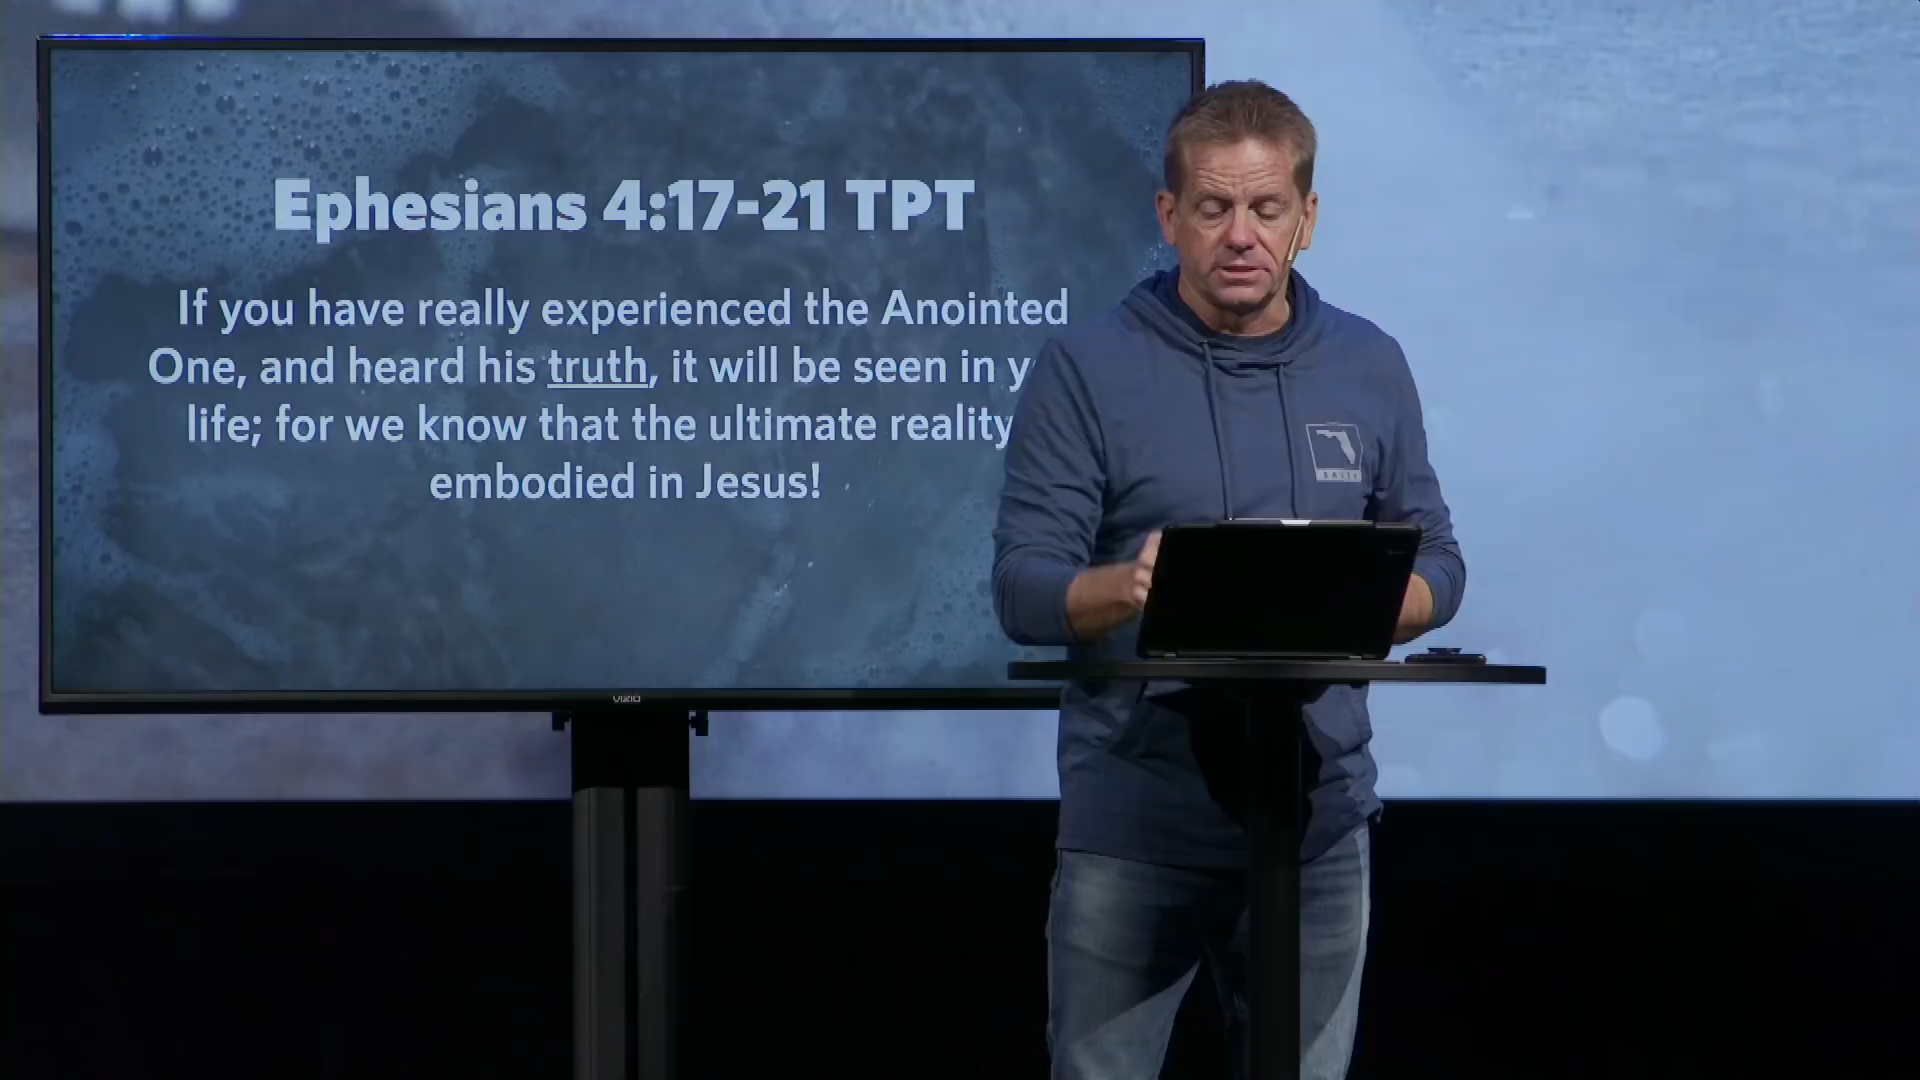 Ephesians 4:17-21 TPT
If you have really experienced the Anointed
One, and heard his truth, it will be seen in
life; for we know that the ultimate reality
embodied in Jesus!
VIZIO